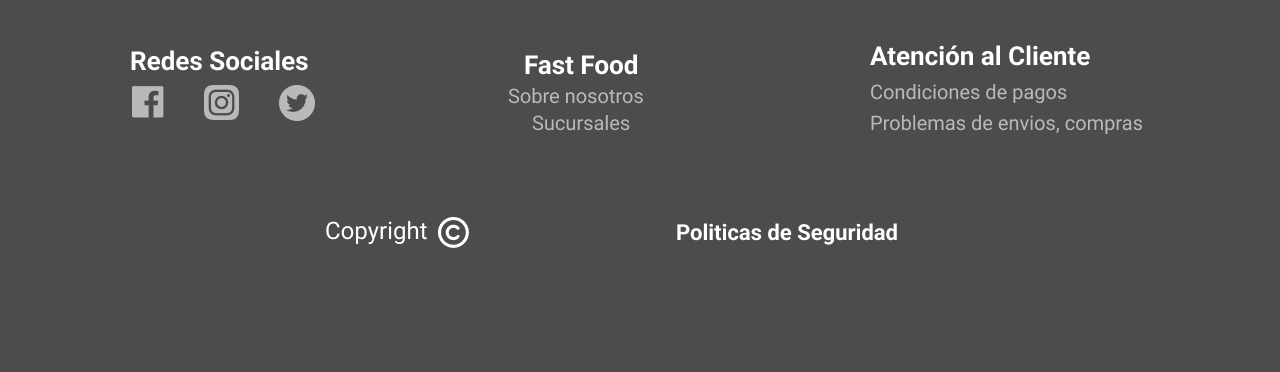 Redes Sociales
Fast Food
Sobre nosotros
Sucursales
Atención al Cliente
Condiciones de pagos
Problemas de envios, compras
Copyright ©
Politicas de Seguridad